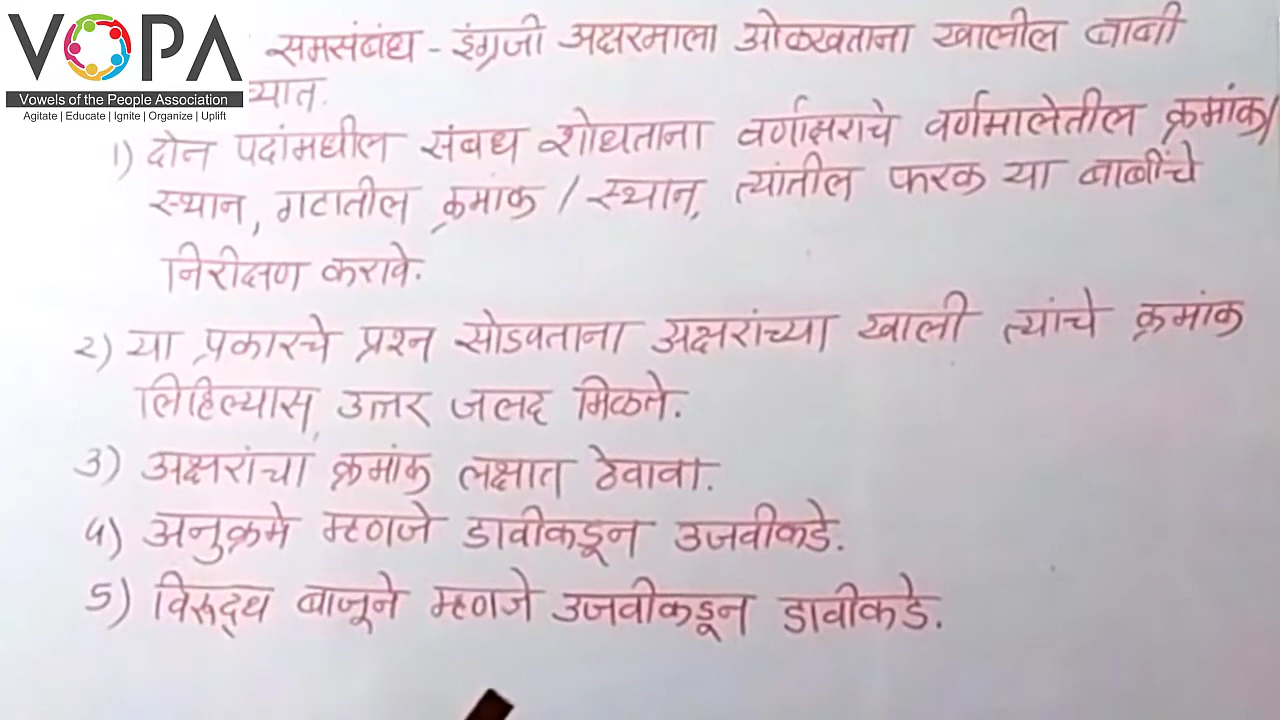 VOPA
Vowels of the People Association
Agitate | Educate | Ignite | Organize | Uplift
समसंबंध - इंग्रजी अक्षरमाला ओळखताना खालील बाबी
च्यात.
1) दोन पदांमधील संबध शोधताना वर्णाक्षराचे वर्णमालेतील क्रमांक/
स्थान, गटातील क्रमांक / स्थान, त्यांतील फरक या बाबींचे
निरीक्षण करावे.
२) या प्रकारचे प्रश्न सोडवताना अक्षरांच्या खाली त्यांचे क्रमांक
लिहिल्यास, उत्तर जलद मिळते.
3) अक्षरांचा क्रमांक लक्षात ठेवावा.
4) अनुक्रमे म्हणजे डावीकडून उजवीकडे.
5) विरूद्ध बाजूने म्हणजे उजवीकडून डावीकडे.